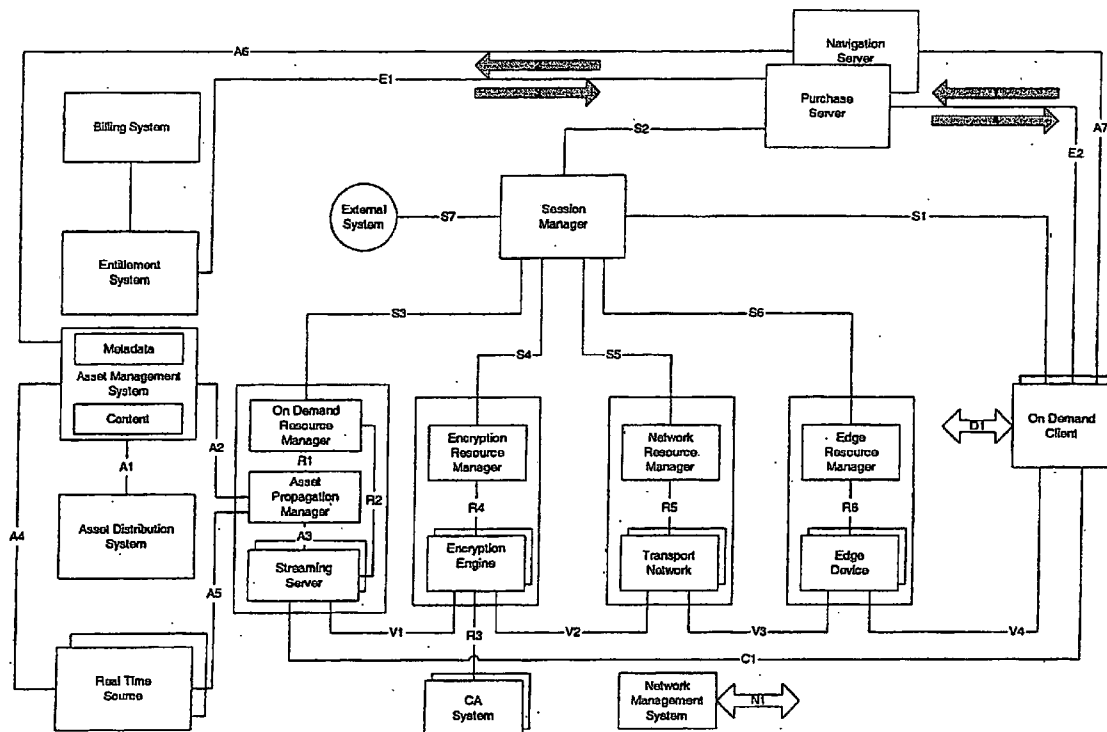 A6
Navigation
Server
E1
Purchase
Server
Billing System
S2
A7
E2
External
System
S7
Session
Manager
S1
Entitlement
System
S3
S6
Metadata
Asset Management
System
Content
S4
S5
On Demand
Resource
Manager
Encryption
Resource
Manager
Network
Resource
Manager
Edge
Resource
Manager
D1
On Demand
Client
A1
A2
R1
R2
Asset
Propagation
Manager
R4
R5
R6
A4
Asset Distribution
System
A3
A5
Streaming
Server
Encryption
Engine
Transport
Network
Edge
Device
V1
R3
V2
V3
V4
C1
Real Time
Source
CA
System
Network
Management
System
N1